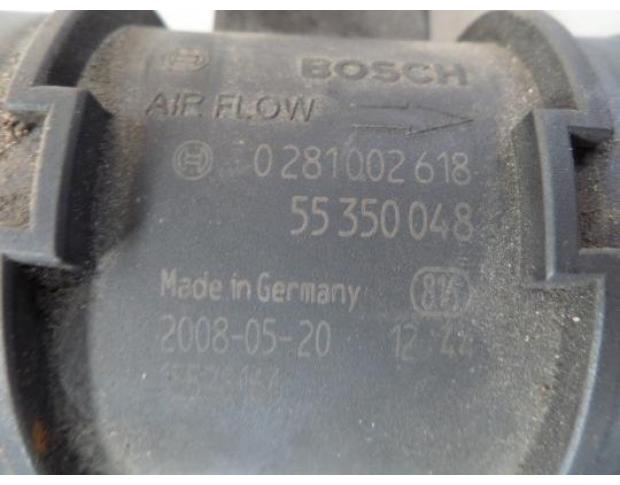 BOSCH
AIR FLOW
0 281 002 618
55 350 048
Made in Germany
2008-05-20